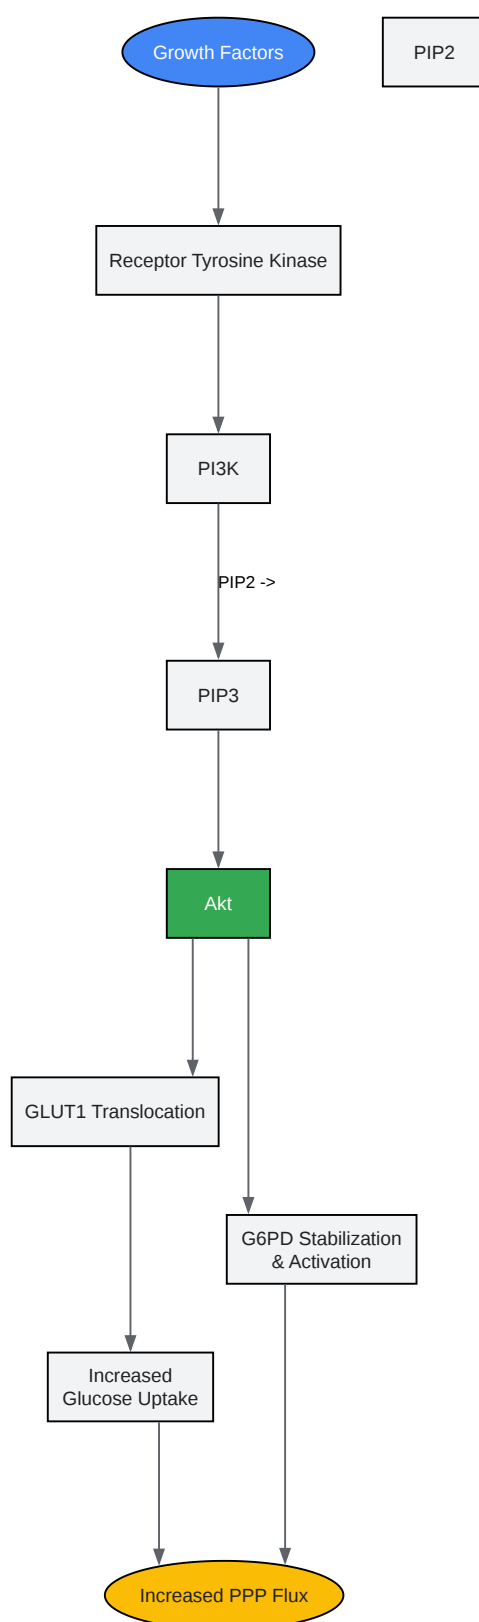 Growth Factors
PIP2
Receptor Tyrosine Kinase
PI3K
PIP2 ->
PIP3
Akt
GLUT1 Translocation
G6PD Stabilization
& Activation
Increased
Glucose Uptake
Increased PPP Flux